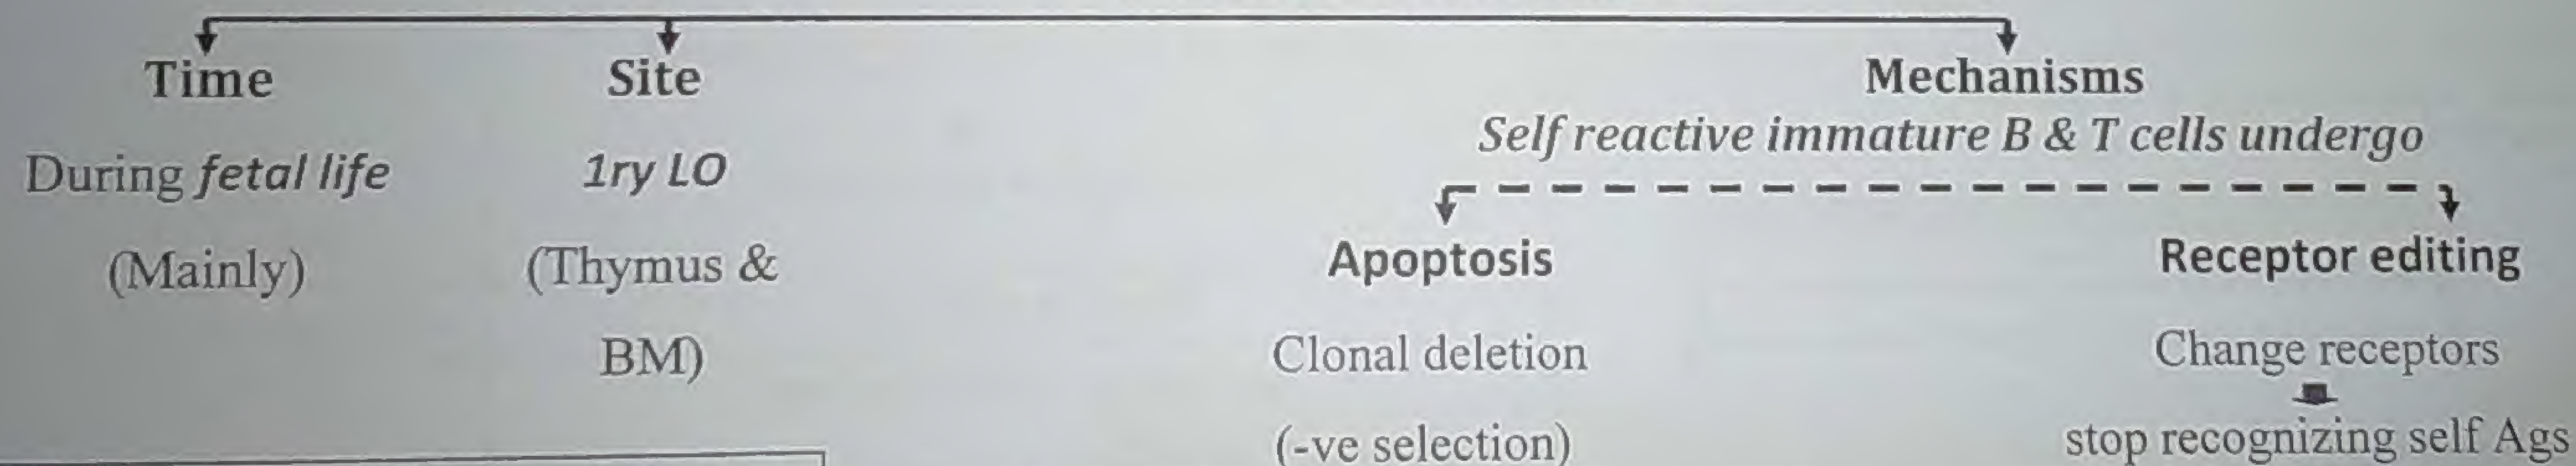 Time
During fetal life
(Mainly)
Site
1ry LO
(Thymus &
BM)
Mechanisms
Self reactive immature B & T cells undergo
Apoptosis
Clonal deletion
(-ve selection)
Receptor editing
Change receptors
stop recognizing self Ags